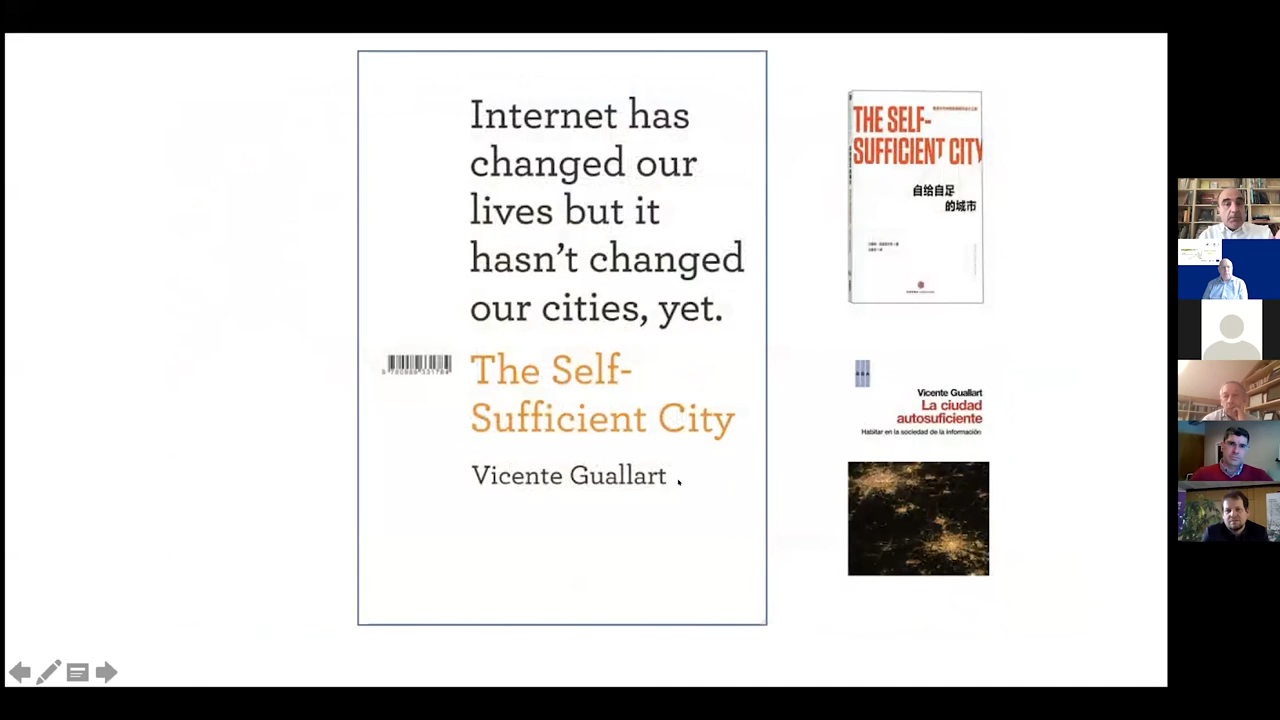 Internet has
changed our
lives but it
hasn’t changed
our cities, yet.
The Self-
Sufficient City
Vicente Guallart
THE SELF-
SUFFICIENT CITY
自给自足
的城市
Vicente Guallart
La ciudad
autosuficiente
Habitar en la sociedad de la información